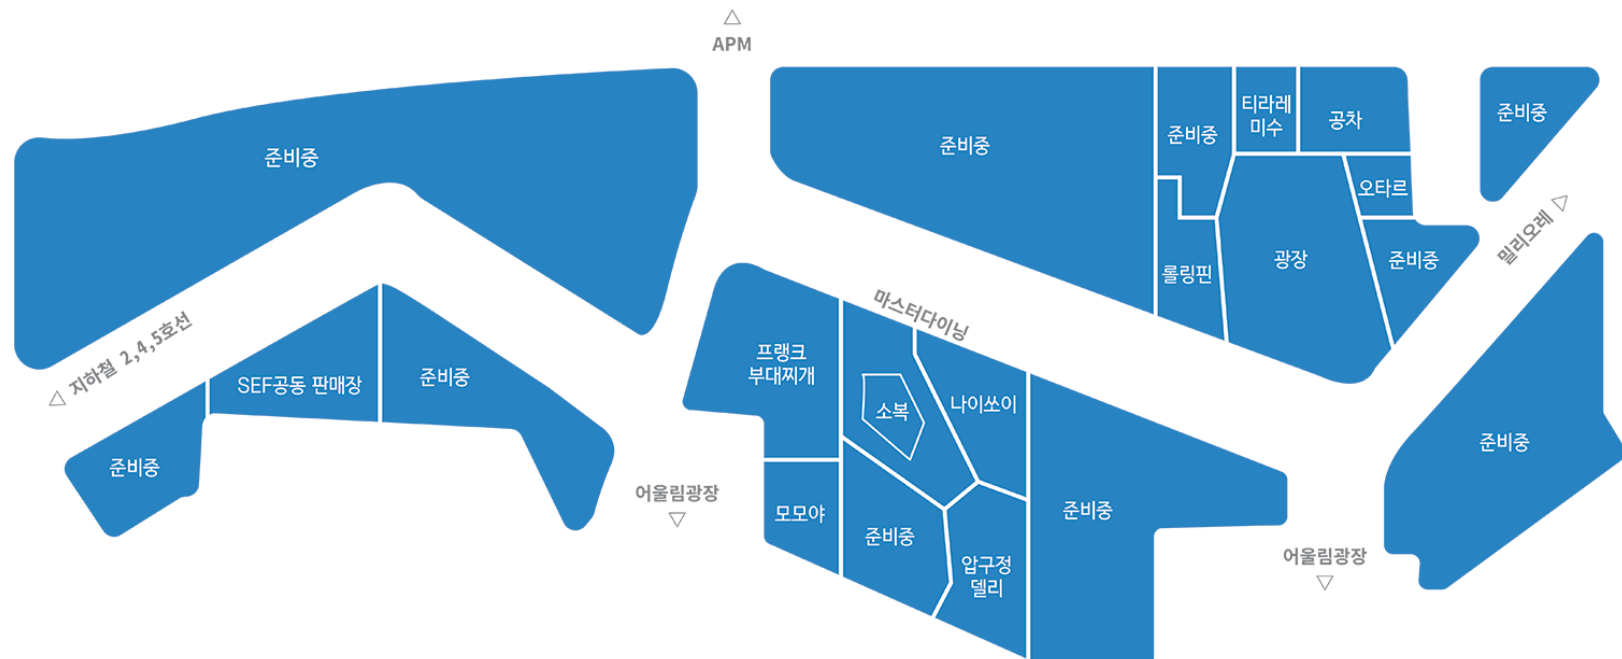 APM
준비중
준비중
준비중
티라레
미수
공차
준비중
오타르
밀리오레
롤링핀
광장
준비중
지하철 2,4,5호선
마스터다이닝
SEF공동 판매장
준비중
프랭크
부대찌개
소복
나이쏘이
준비중
준비중
어울림광장
모모야
준비중
압구정
델리
준비중
어울림광장